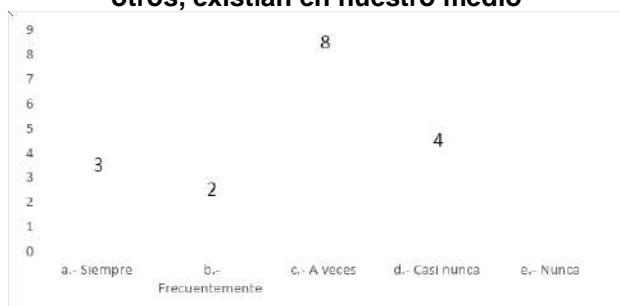 otros, existían en nuestro medio
9
8
7
6
5
4
3
2
1
0
3
2
8
4
a.- Siempre
b.-
Frecuentemente
c.- A veces
d.- Casi nunca
e.- Nunca